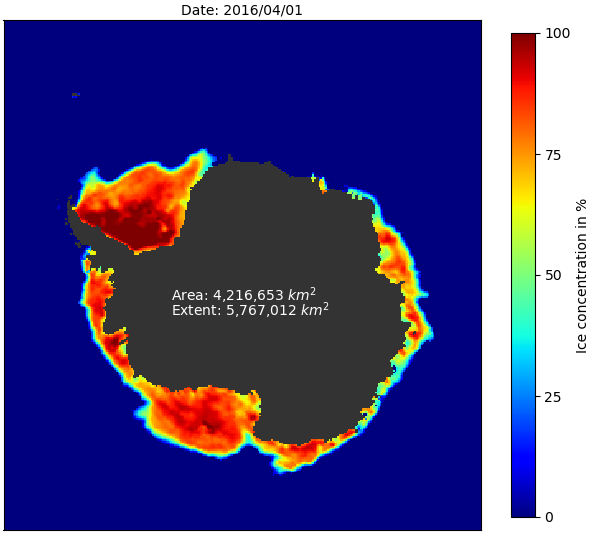 Date: 2016/04/01
100
75
50
25
0
Ice concentration in %
Area: 4,216,653 km²
Extent: 5,767,012 km²